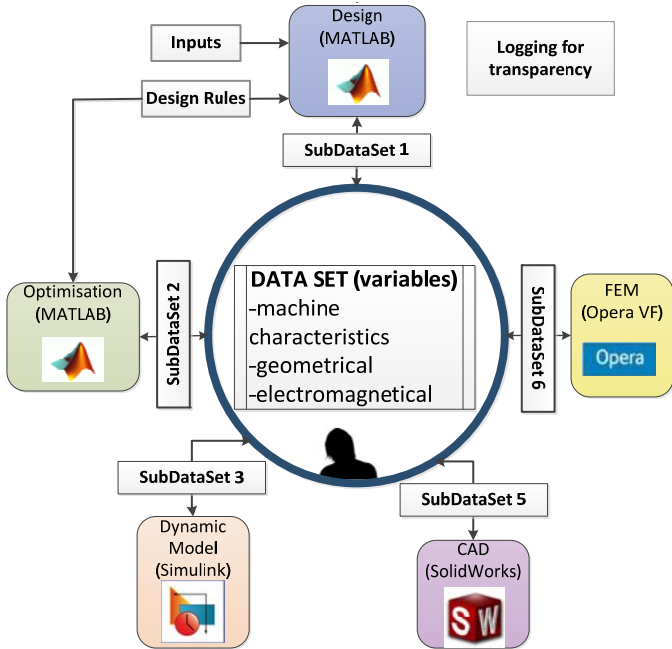 Design
(MATLAB)
Inputs
Logging for
transparency
Design Rules
SubDataSet 1
Optimisation
(MATLAB)
SubDataSet 2
DATA SET (variables)
-machine
characteristics
-geometrical
-electromagnetical
SubDataSet 6
FEM
(Opera VF)
Opera
SubDataSet 3
SubDataSet 5
Dynamic
Model
(Simulink)
CAD
(SolidWorks)
S W